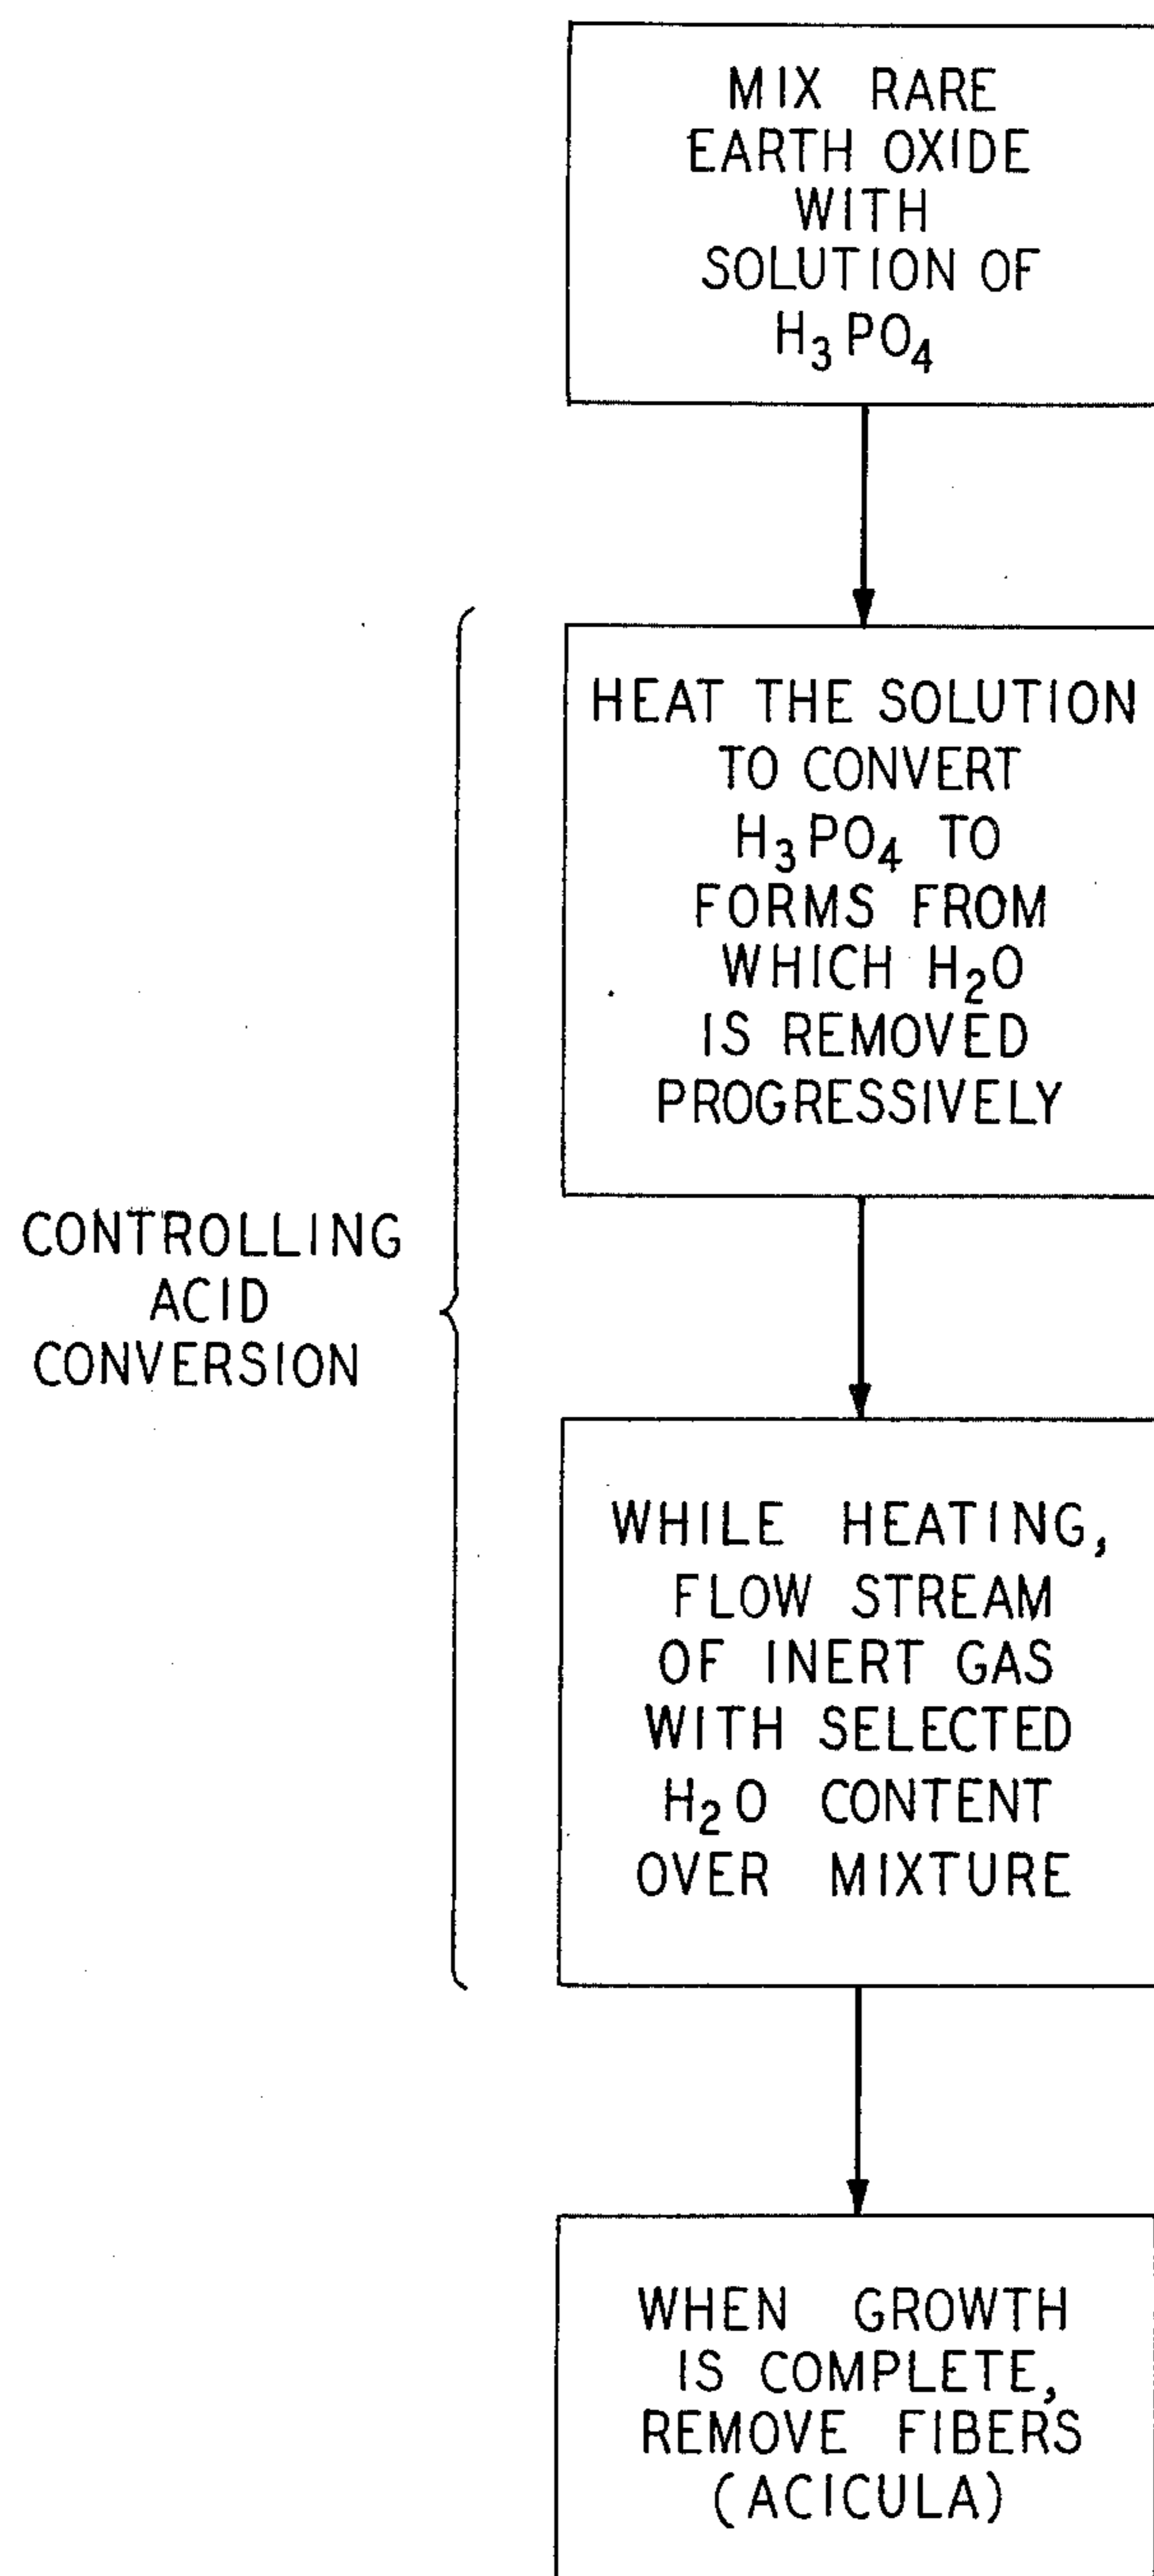 MIX RARE
EARTH OXIDE
WITH
SOLUTION OF
H₃PO₄
HEAT THE SOLUTION
TO CONVERT
H₃PO₄ TO
FORMS FROM
WHICH H₂O
IS REMOVED
PROGRESSIVELY
CONTROLLING
ACID
CONVERSION
WHILE HEATING,
FLOW STREAM
OF INERT GAS
WITH SELECTED
H₂O CONTENT
OVER MIXTURE
WHEN GROWTH
IS COMPLETE,
REMOVE FIBERS
(ACICULA)